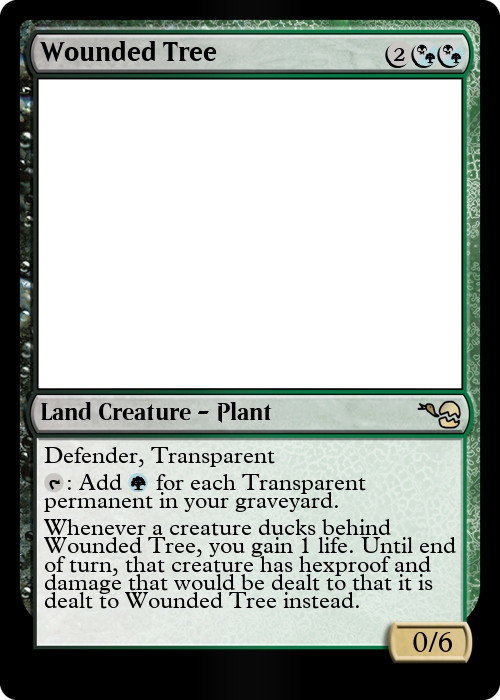 Wounded Tree 2
Land Creature – Plant
Defender, Transparent
: Add for each Transparent
permanent in your graveyard.
Whenever a creature ducks behind
Wounded Tree, you gain 1 life. Until end
of turn, that creature has hexproof and
damage that would be dealt to that it is
dealt to Wounded Tree instead.
0/6